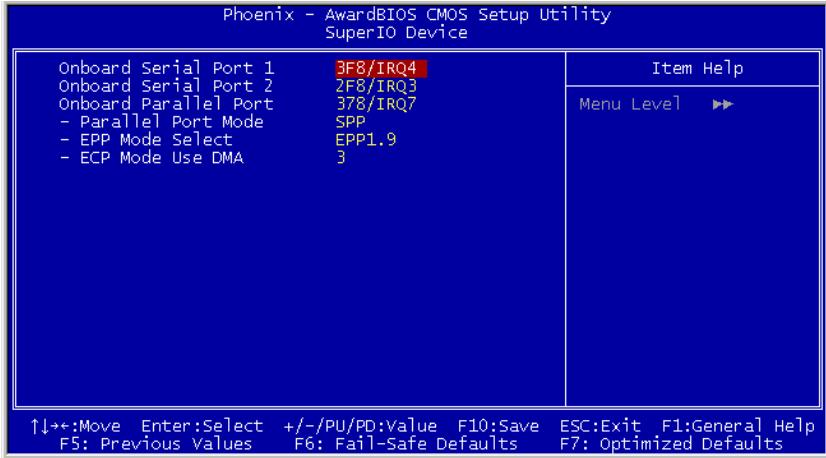 Phoenix - AwardBIOS CMOS Setup Utility
SuperIO Device
Onboard Serial Port 1 3F8/IRQ4
Onboard Serial Port 2 2F8/IRQ3
Onboard Parallel Port 378/IRQ7
- Parallel Port Mode SPP
- EPP Mode Select EPP1.9
- ECP Mode Use DMA 3
Item Help
Menu Level ▶▶
↑↓→←:Move Enter:Select +/-/PU/PD:Value F10:Save ESC:Exit F1:General Help
F5: Previous Values F6: Fail-Safe Defaults F7: Optimized Defaults